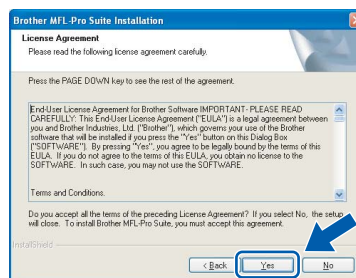 Brother MFL-Pro Suite Installation
License Agreement
Please read the following license agreement carefully.
Press the PAGE DOWN key to see the rest of the agreement.
End-User License Agreement for Brother Software IMPORTANT- PLEASE READ
CAREFULLY: This End-User License Agreement ("EULA") is a legal agreement between
you and Brother Industries, Ltd. ("Brother"), which governs your use of the Brother
software that will be installed if you press the "Yes" button on this Dialog Box
("SOFTWARE"). By pressing "Yes", you agree to be legally bound by the terms of this
EULA. If you do not agree to the terms of this EULA, you obtain no license to the
SOFTWARE. In such case, you may not use the SOFTWARE.
Terms and Conditions.
Do you accept all the terms of the preceding License Agreement? If you select No, the setup
will close. To install Brother MFL-Pro Suite, you must accept this agreement.
InstallShield
< Back
Yes
No